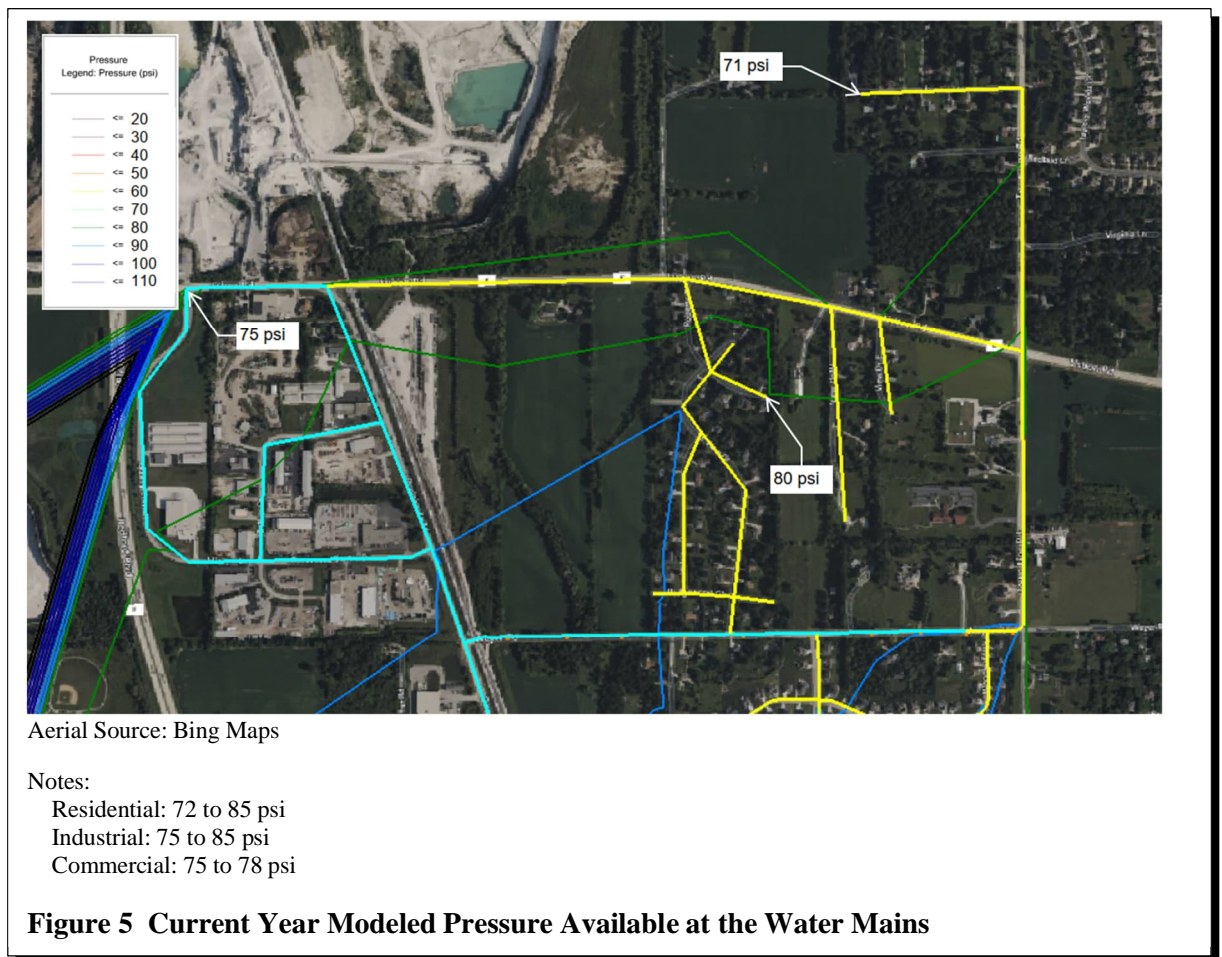 Pressure
Legend: Pressure (psi)
<= 20
<= 30
<= 40
<= 50
<= 60
<= 70
<= 80
<= 90
<= 100
<= 110
71 psi
75 psi
80 psi
Virginia Ln
Aerial Source: Bing Maps
Notes:
Residential: 72 to 85 psi
Industrial: 75 to 85 psi
Commercial: 75 to 78 psi
Figure 5 Current Year Modeled Pressure Available at the Water Mains